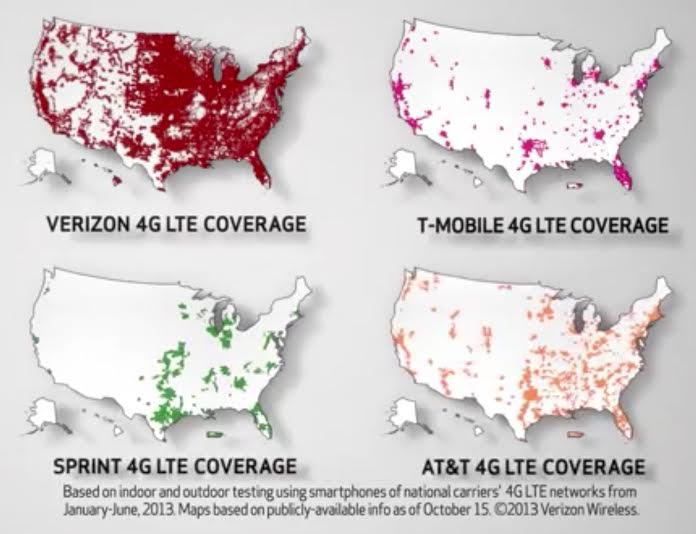 VERIZON 4G LTE COVERAGE
T-MOBILE 4G LTE COVERAGE
SPRINT 4G LTE COVERAGE
AT&T 4G LTE COVERAGE
Based on indoor and outdoor testing using smartphones of national carriers' 4G LTE networks from
January-June, 2013. Maps based on publicly-available info as of October 15. ©2013 Verizon Wireless.